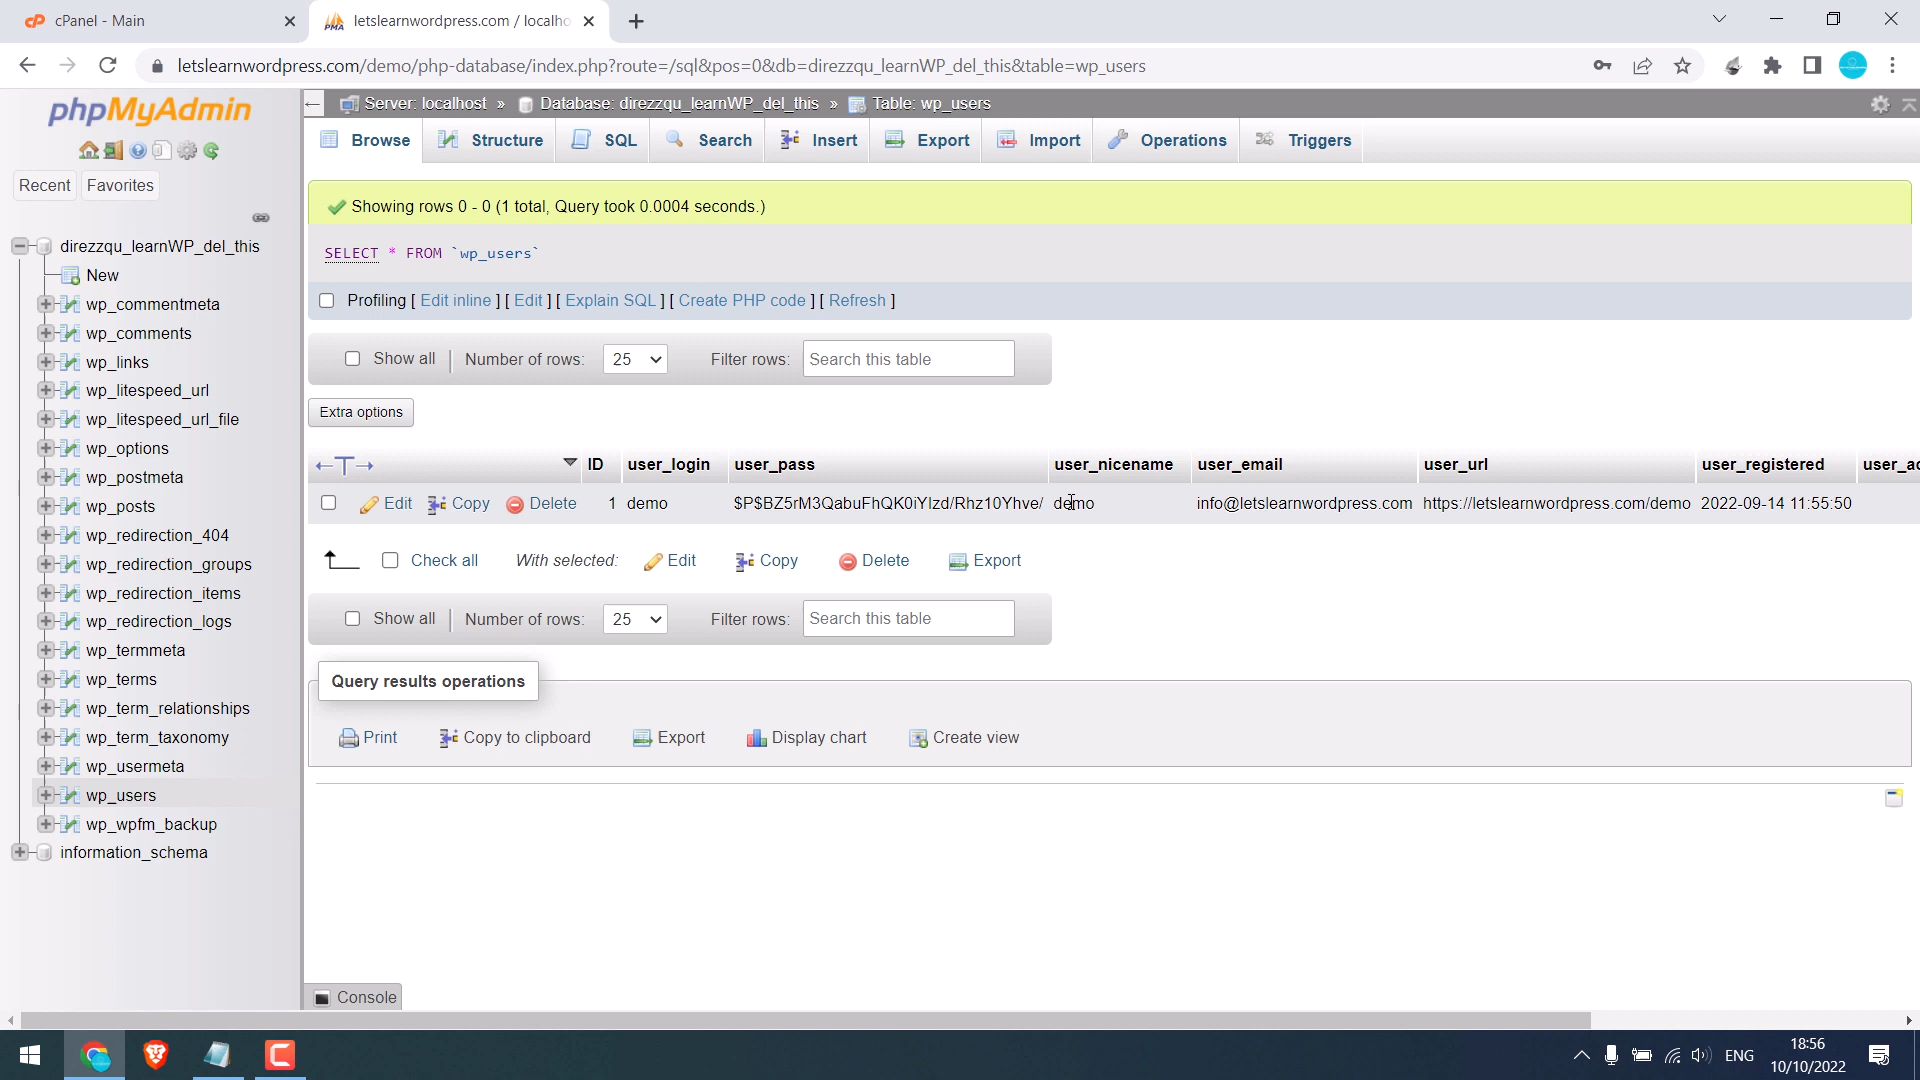 cPanel - Main
letslearnwordpress.com / localho
letslearnwordpress.com/demo/php-database/index.php?route=/sql&pos=0&db=direzzqu_learnWP_del_this&table=wp_users
phpMyAdmin
Recent Favorites
direzzqu_learnWP_del_this
New
wp_commentmeta
wp_comments
wp_links
wp_litespeed_url
wp_litespeed_url_file
wp_options
wp_postmeta
wp_posts
wp_redirection_404
wp_redirection_groups
wp_redirection_items
wp_redirection_logs
wp_termmeta
wp_terms
wp_term_relationships
wp_term_taxonomy
wp_usermeta
wp_users
wp_wpfm_backup
information_schema
Server: localhost » Database: direzzqu_learnWP_del_this » Table: wp_users
Browse Structure SQL Search Insert Export Import Operations Triggers
Showing rows 0 - 0 (1 total, Query took 0.0004 seconds.)
SELECT * FROM `wp_users`
Profiling [ Edit inline ] [ Edit ] [ Explain SQL ] [ Create PHP code ] [ Refresh ]
Show all Number of rows: 25 Filter rows: Search this table
Extra options
ID user_login user_pass user_nicename user_email user_url user_registered user_ac
Edit Copy Delete 1 demo $P$BZ5rM3QabuFhQK0iYIzd/Rhz10Yhve/ demo info@letslearnwordpress.com https://letslearnwordpress.com/demo 2022-09-14 11:55:50
Check all With selected: Edit Copy Delete Export
Show all Number of rows: 25 Filter rows: Search this table
Query results operations
Print Copy to clipboard Export Display chart Create view
Console
ENG
18:56
10/10/2022